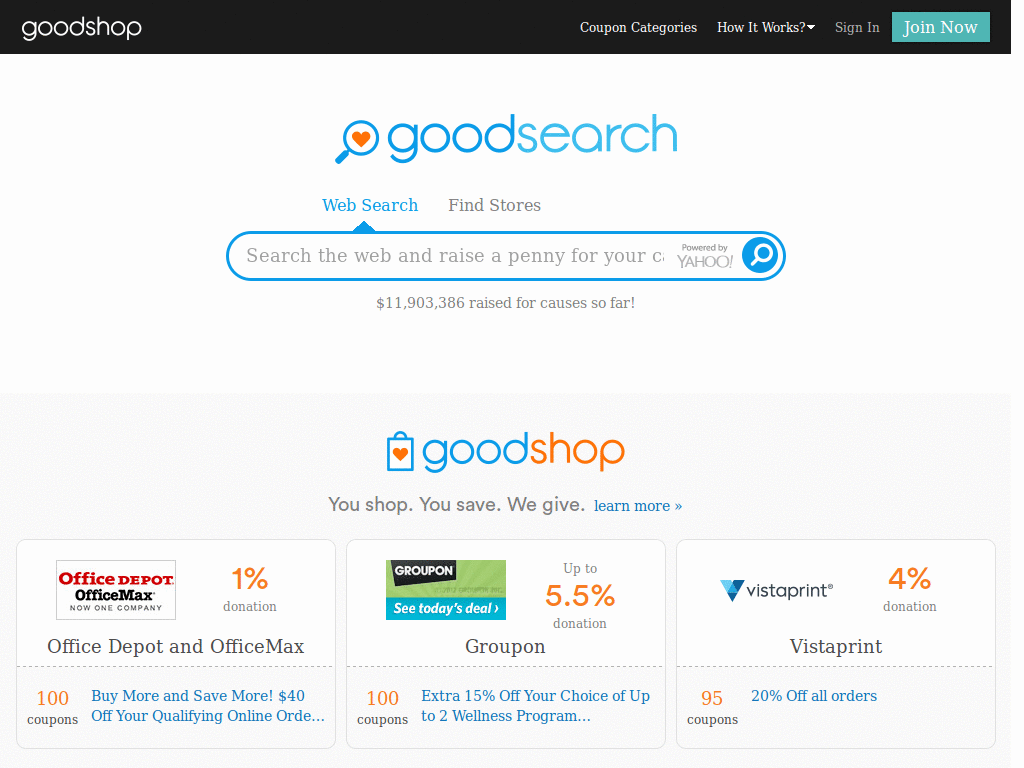 goodshop
Coupon Categories
How It Works?
Sign In
Join Now
goodsearch
Web Search
Find Stores
Search the web and raise a penny for your ca
Powered by
YAHOO!
$11,903,386 raised for causes so far!
goodshop
You shop. You save. We give. learn more »
Office DEPOT
OfficeMax
NOW ONE COMPANY
1%
donation
Office Depot and OfficeMax
100
coupons
Buy More and Save More! $40
Off Your Qualifying Online Orde...
GROUPON
See today's deal ›
Up to
5.5%
donation
Groupon
100
coupons
Extra 15% Off Your Choice of Up
to 2 Wellness Program...
vistaprint®
4%
donation
Vistaprint
95
coupons
20% Off all orders